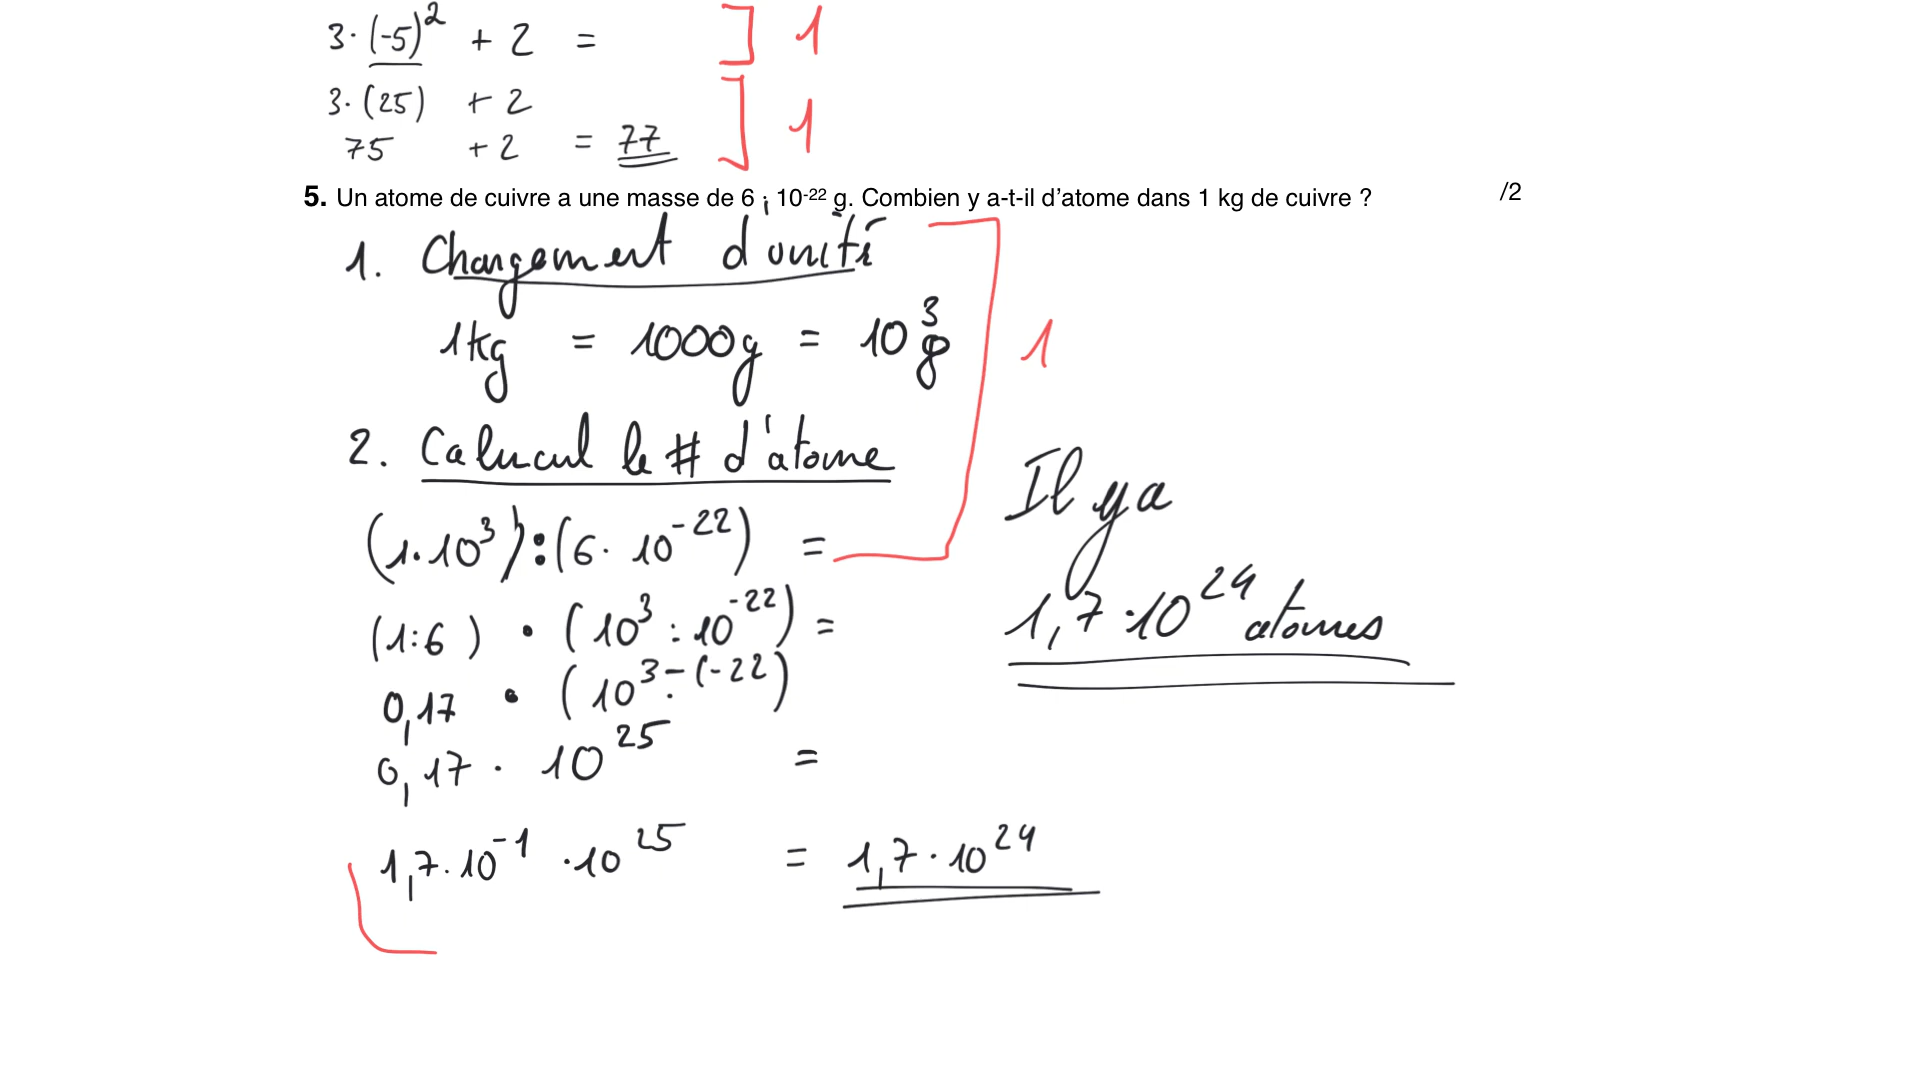 3·(-5)² + 2 = ] 1
3·(25) + 2
75 + 2 = 77 ] 1
5. Un atome de cuivre a une masse de 6 · 10-22 g. Combien y a-t-il d'atome dans 1 kg de cuivre ? /2
1. Changement d'unité
1kg = 1000g = 10³g
1
2. Calucul le # d'atome
(1·10³):(6·10⁻²²) =
(1:6) · (10³:10⁻²²) =
0,17 · (10³⁻⁽⁻²²⁾)
0,17 · 10²⁵ =
1,7·10⁻¹ ·10²⁵ = 1,7·10²⁴
Il y a
1,7·10²⁴ atomes